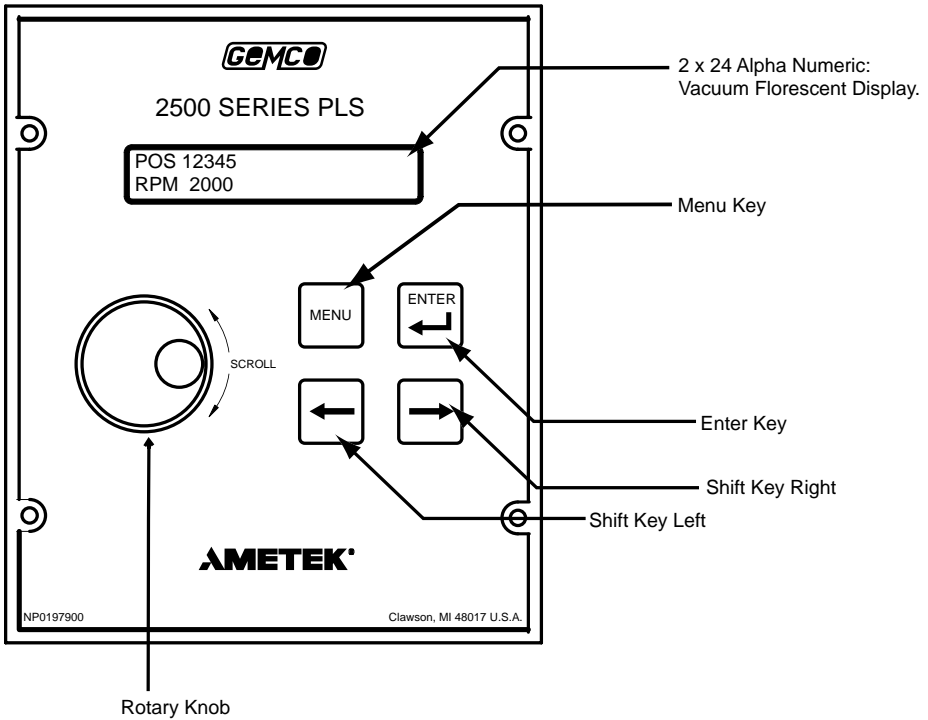 GEMCO
2500 SERIES PLS
POS 12345
RPM 2000
MENU
ENTER
SCROLL
AMETEK
NP0197900
Clawson, MI 48017 U.S.A.
2 x 24 Alpha Numeric:
Vacuum Florescent Display.
Menu Key
Enter Key
Shift Key Right
Shift Key Left
Rotary Knob